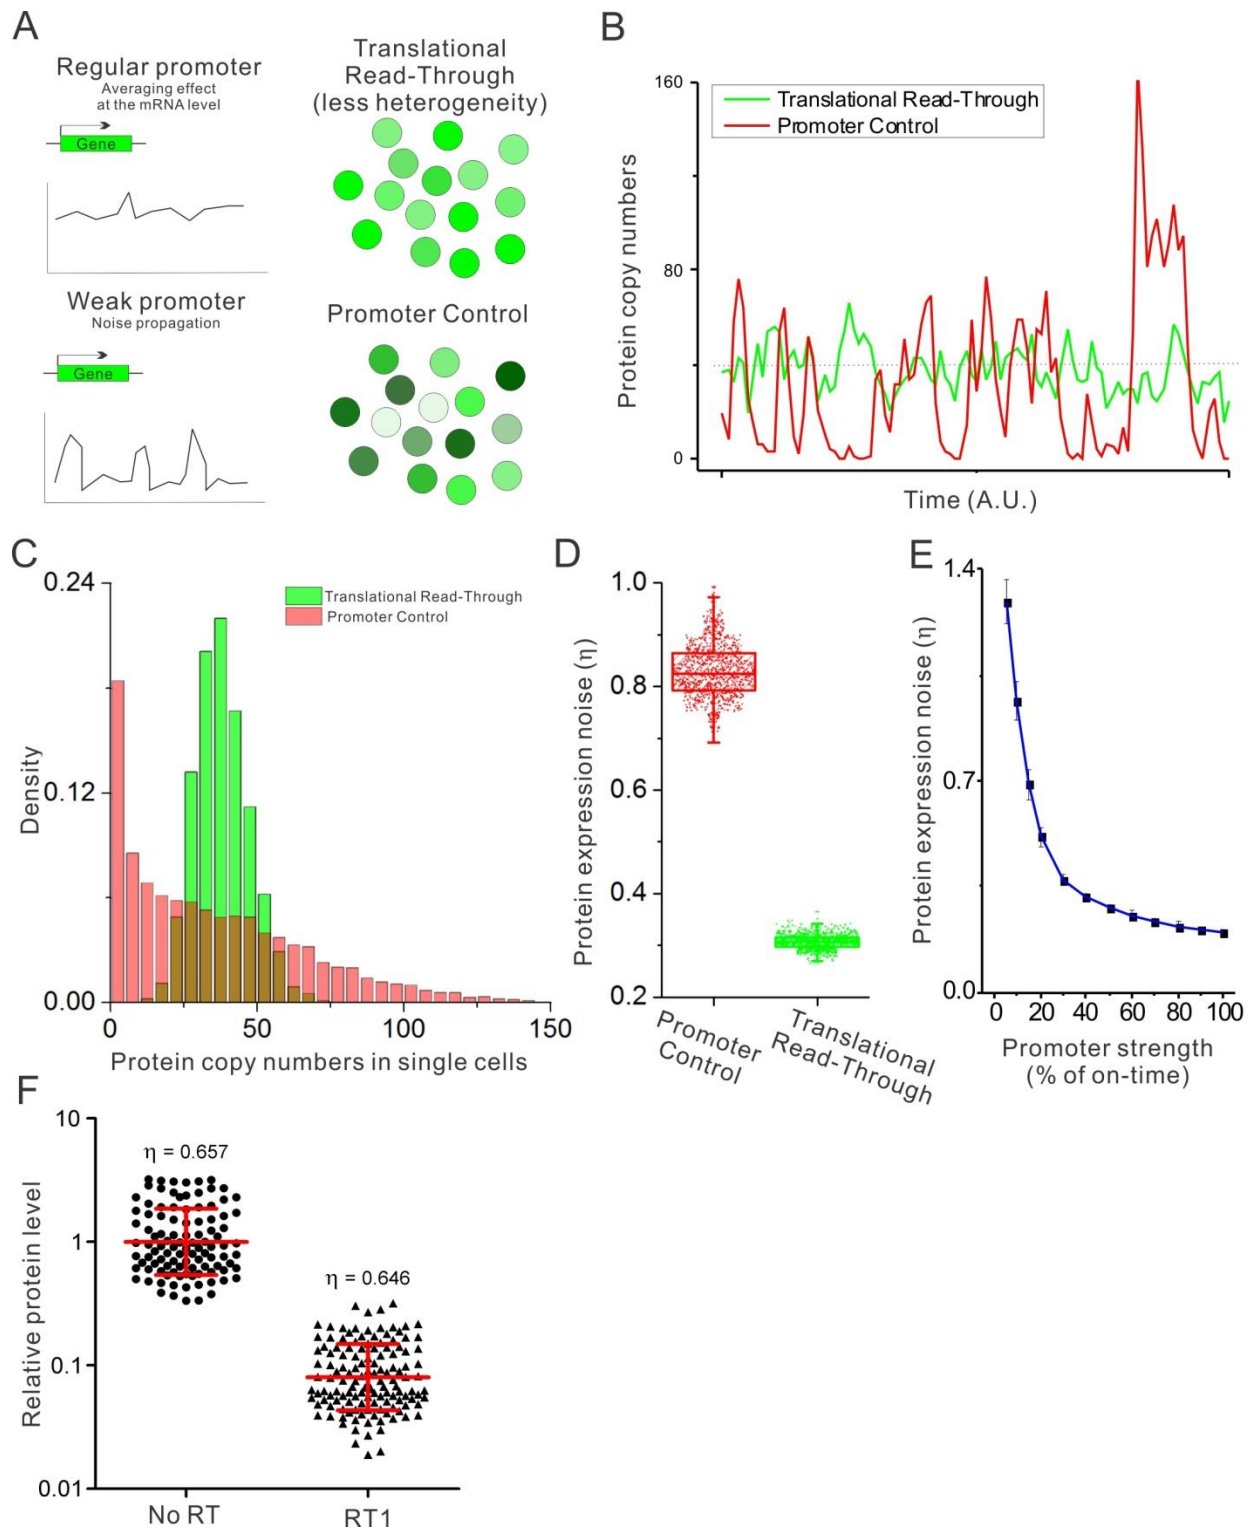 A
Regular promoter
Averaging effect
at the mRNA level
Gene
Weak promoter
Noise propagation
Gene
Translational
Read-Through
(less heterogeneity)
Promoter Control
B
160
80
0
Protein copy numbers
Translational Read-Through
Promoter Control
Time (A.U.)
C
0.24
0.12
0.00
Density
Translational Read-Through
Promoter Control
0
50
100
150
Protein copy numbers in single cells
D
1.0
0.8
0.6
0.4
0.2
Protein expression noise (η)
Promoter
Control
Translational
Read-Through
E
1.4
0.7
0.0
Protein expression noise (η)
0
20
40
60
80
100
Promoter strength
(% of on-time)
F
10
1
0.1
0.01
Relative protein level
η = 0.657
η = 0.646
No RT
RT1